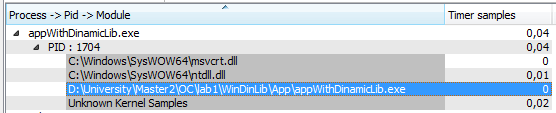 Process -> Pid -> Module Timer samples
appWithDinamicLib.exe 0,04
PID : 1704 0,04
C:\Windows\SysWOW64\msvcrt.dll 0
C:\Windows\SysWOW64\ntdll.dll 0,01
D:\University\Master2\OC\lab1\WinDinLib\App\appWithDinamicLib.exe 0
Unknown Kernel Samples 0,02